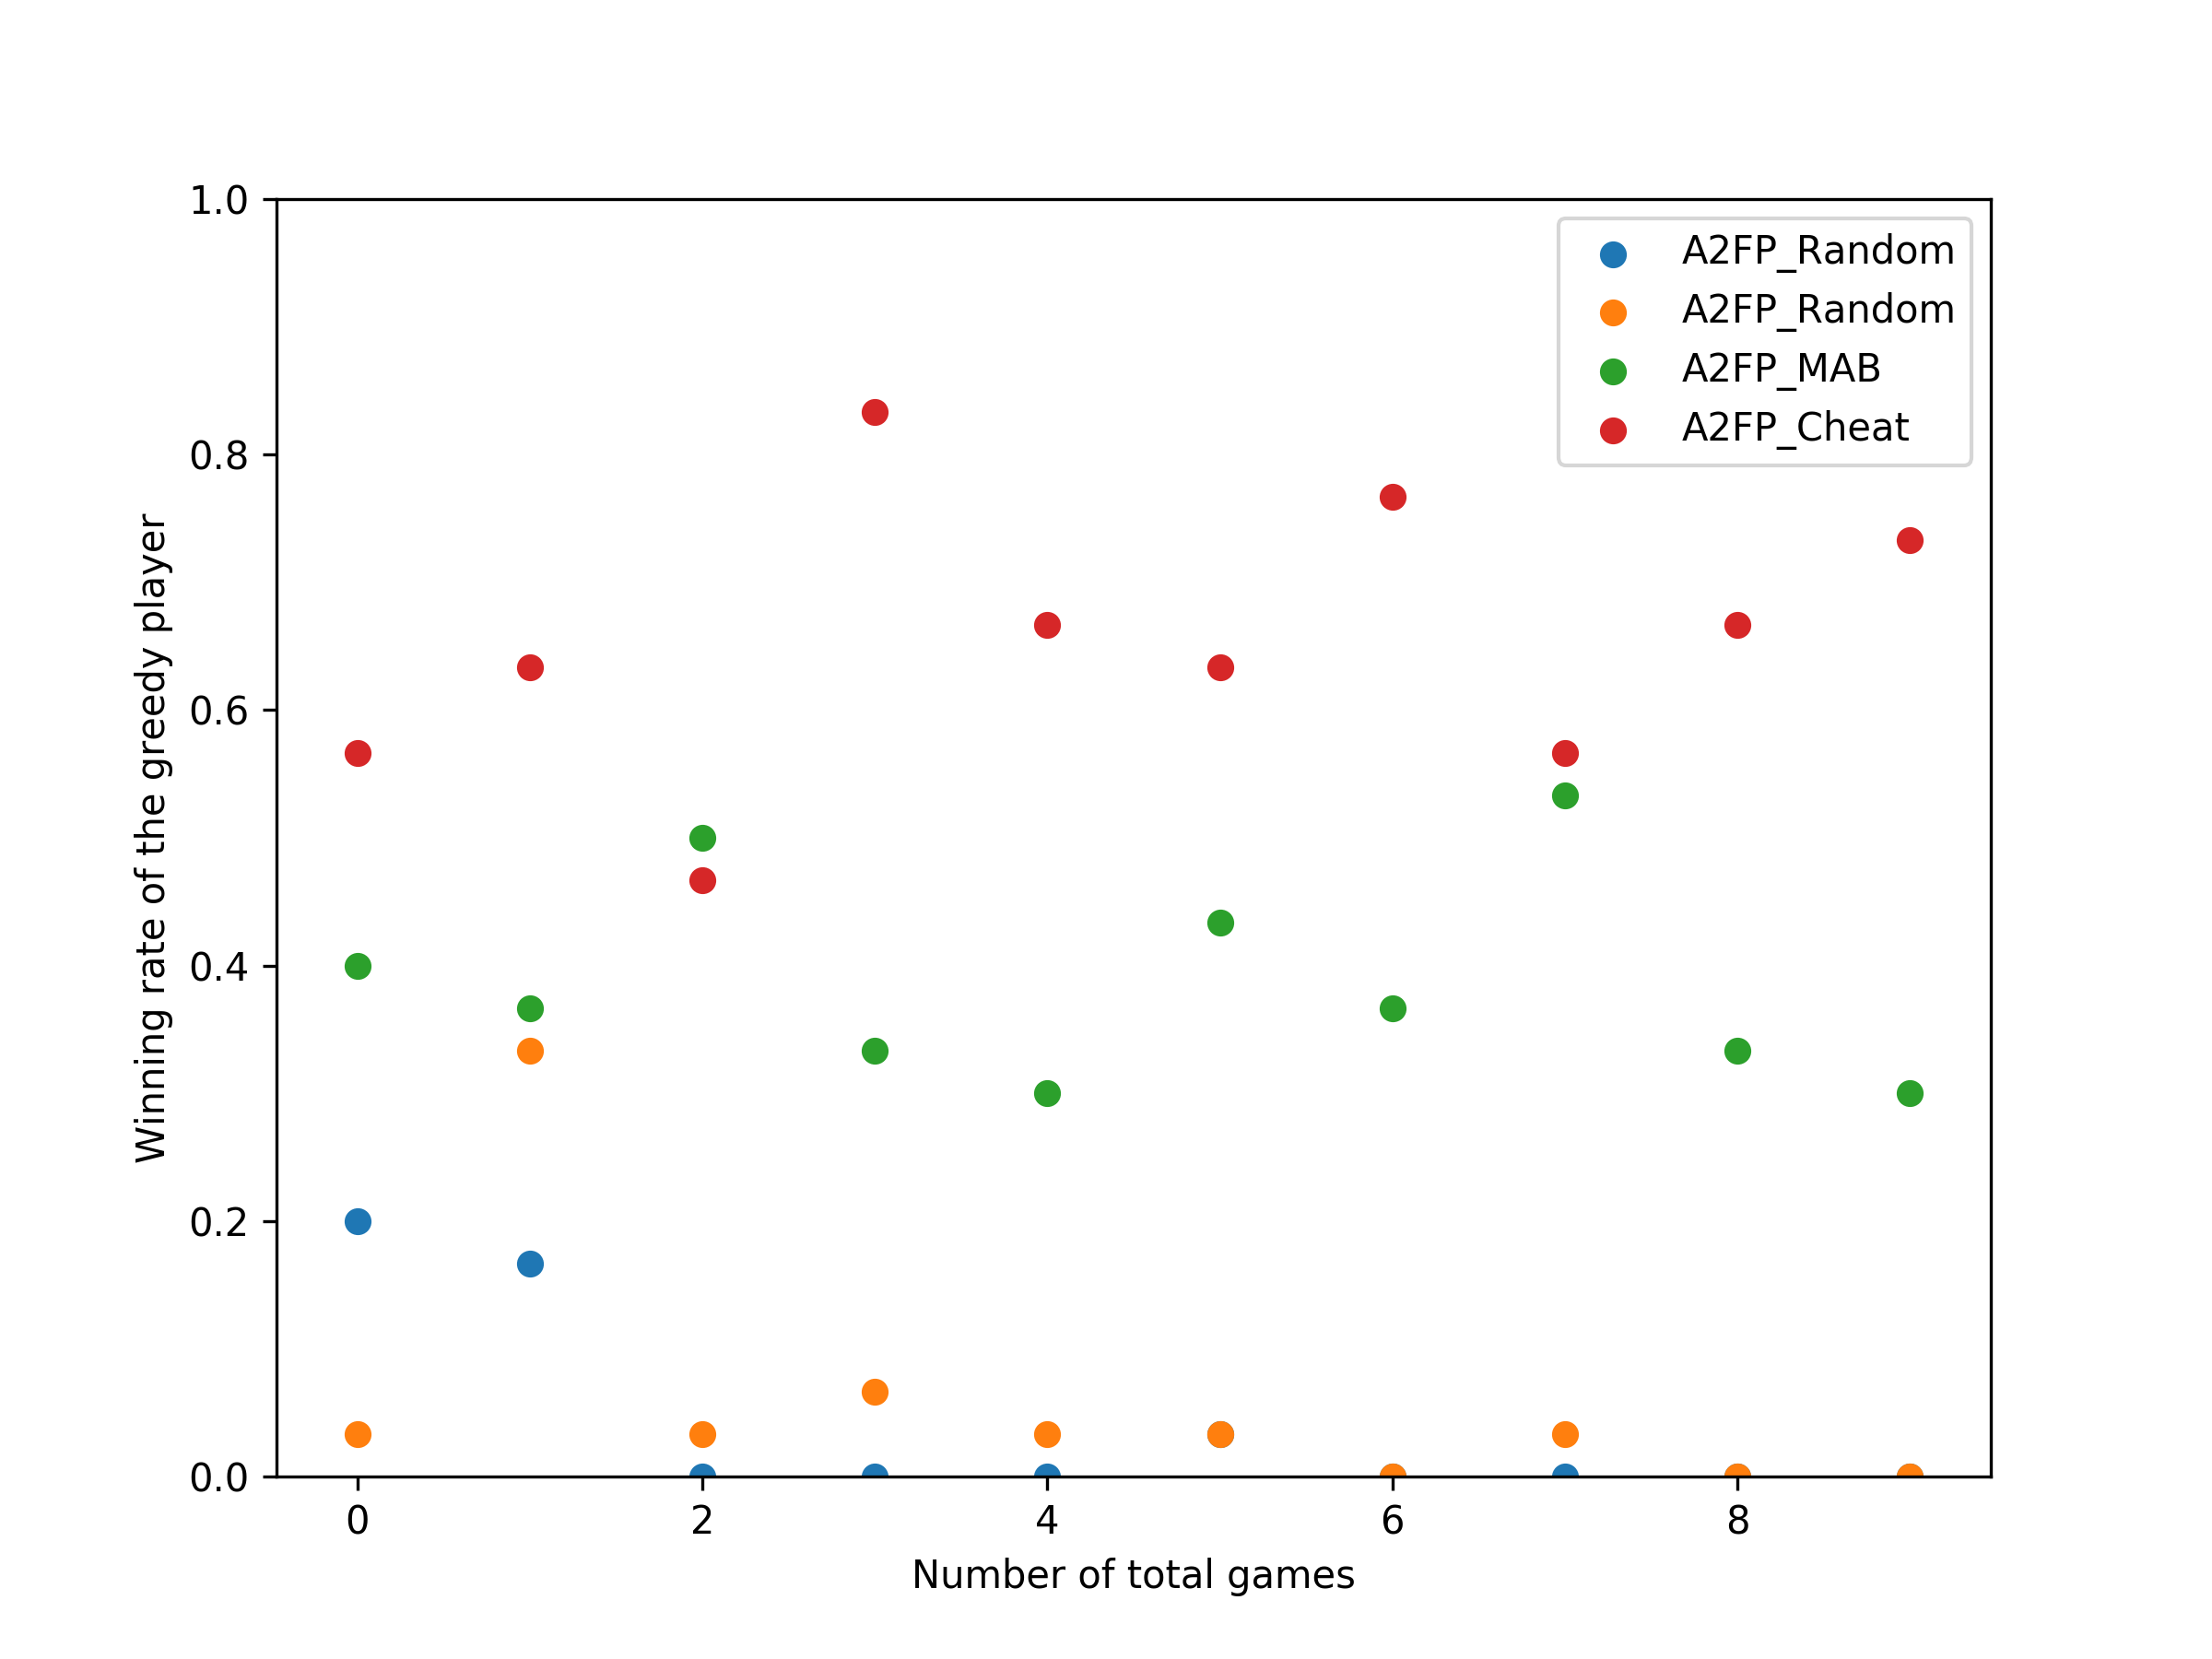 1.0
0.8
0.6
0.4
0.2
0.0
Winning rate of the greedy player
A2FP_Random
A2FP_Random
A2FP_MAB
A2FP_Cheat
0 2 4 6 8
Number of total games